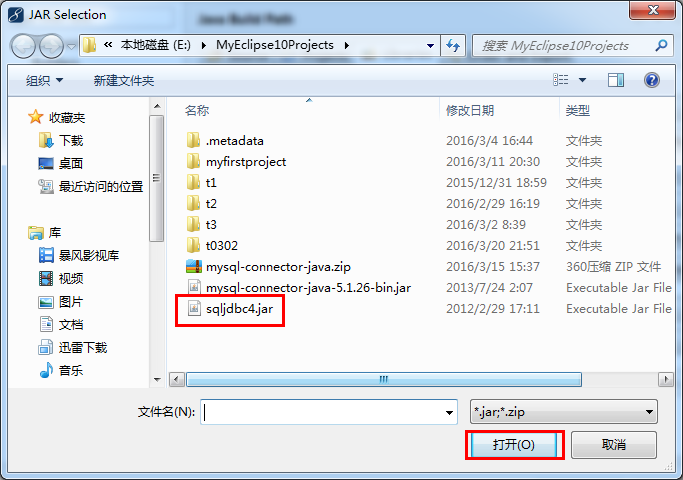 JAR Selection
Java Build Path
« 本地磁盘 (E:) ▸ MyEclipse10Projects ▸
搜索 MyEclipse10Projects
组织 新建文件夹
名称 修改日期 类型
收藏夹
下载
桌面
最近访问的位置
库
暴风影视库
视频
图片
文档
迅雷下载
音乐
.metadata 2016/3/4 16:44 文件夹
myfirstproject 2016/3/11 20:30 文件夹
t1 2015/12/31 18:59 文件夹
t2 2016/2/29 16:19 文件夹
t3 2016/3/2 8:39 文件夹
t0302 2016/3/20 21:51 文件夹
mysql-connector-java.zip 2016/3/15 15:37 360压缩 ZIP 文件
mysql-connector-java-5.1.26-bin.jar 2013/7/24 2:07 Executable Jar File
sqljdbc4.jar 2012/2/29 17:11 Executable Jar File
文件名(N): *.jar;*.zip
打开(O) 取消